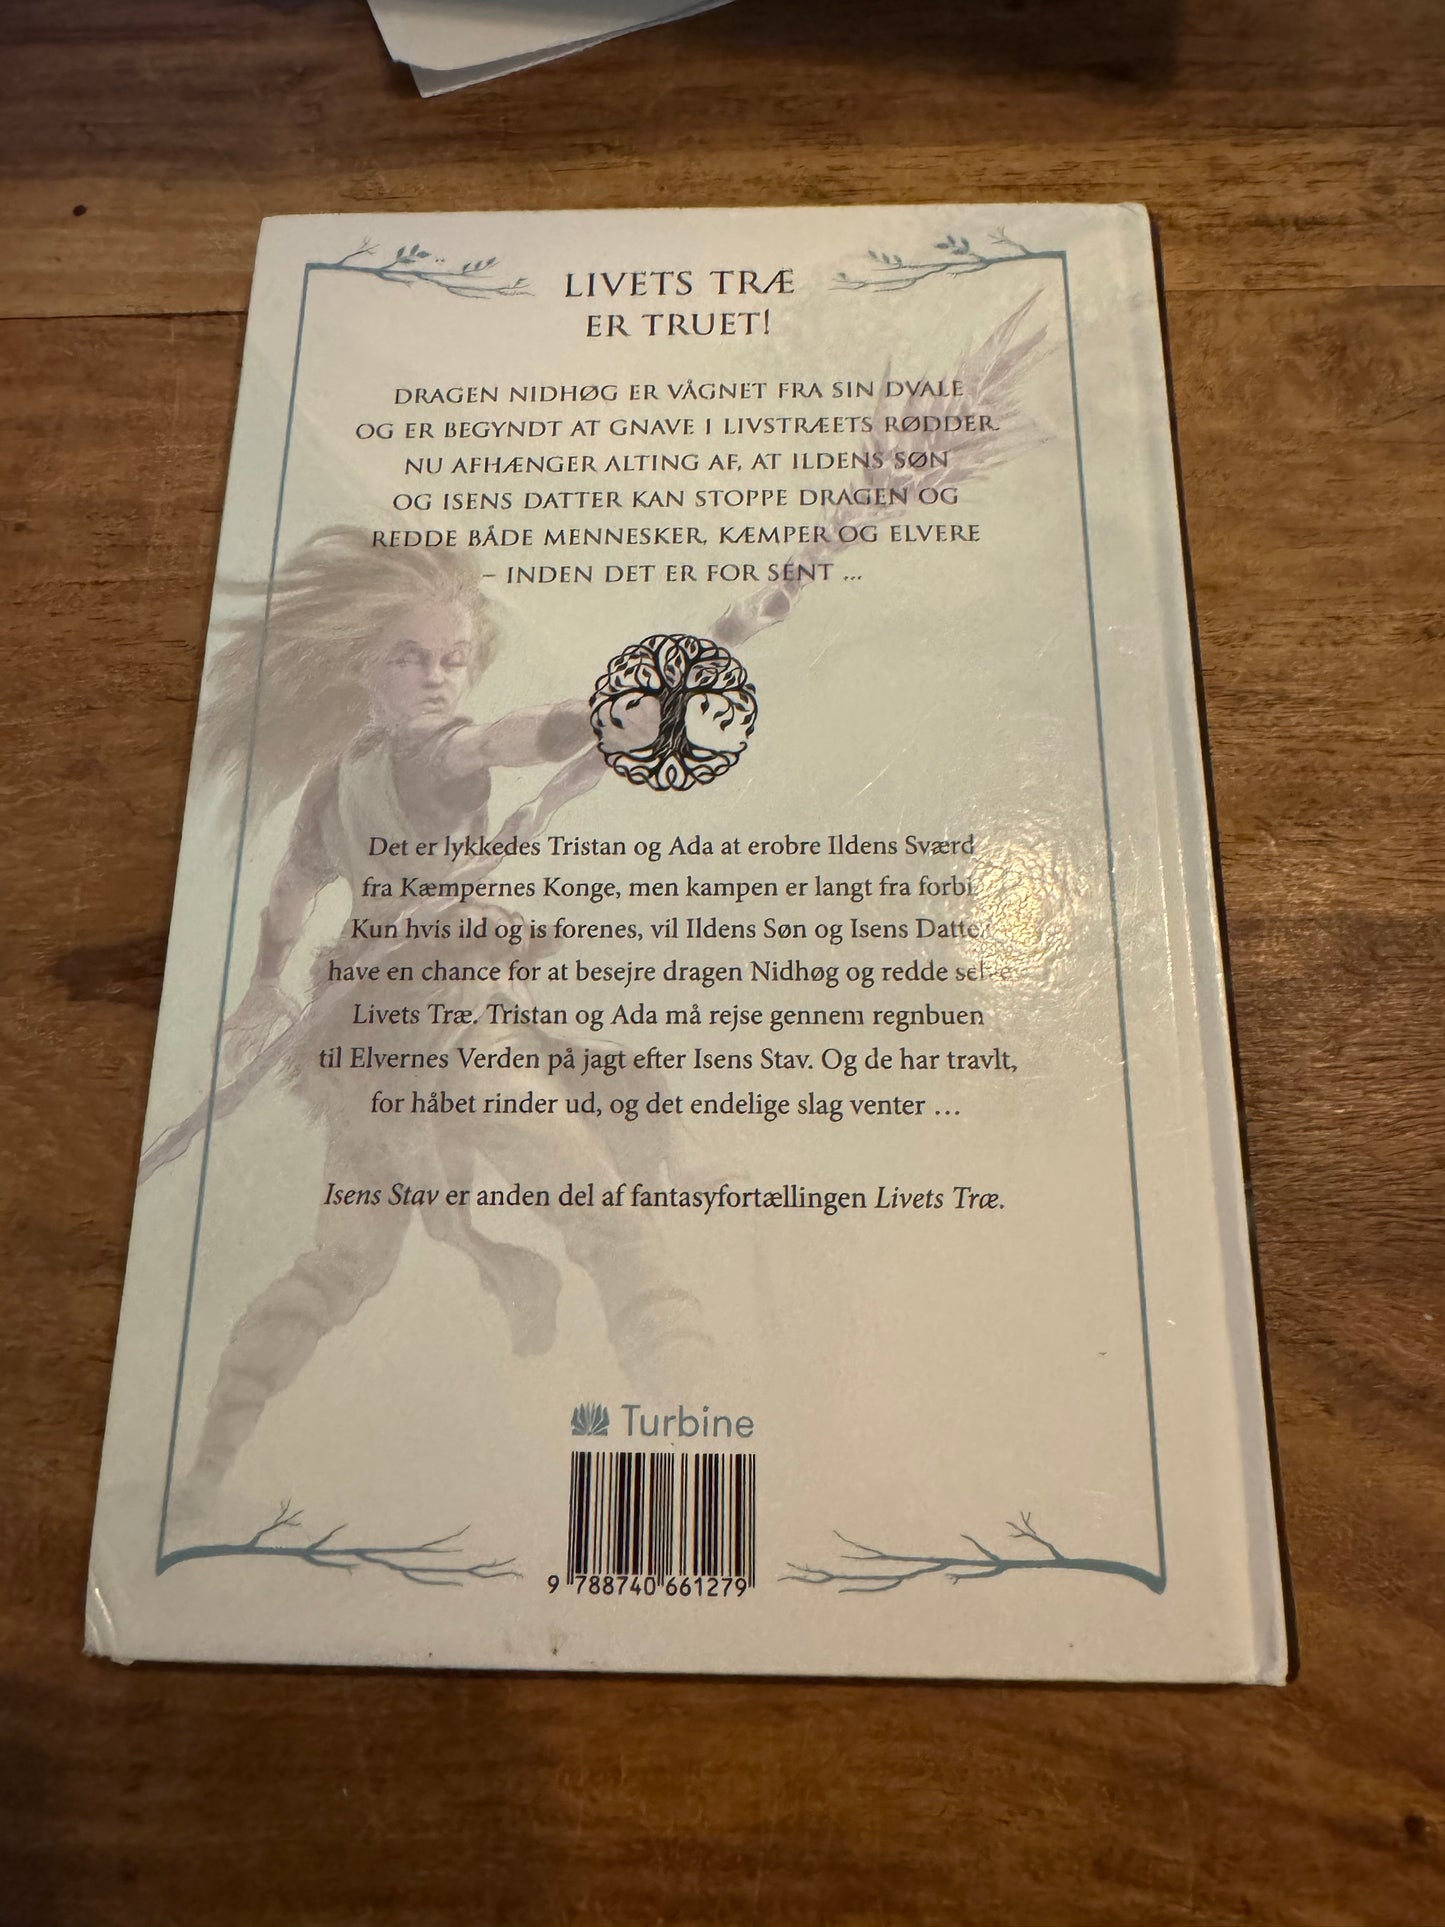 LIVETS TRÆ
ER TRUET!
DRAGEN NIDHØG ER VÅGNET FRA SIN DVALE
OG ER BEGYNDT AT GNAVE I LIVSTRÆETS RØDDER.
NU AFHÆNGER ALTING AF, AT ILDENS SØN
OG ISENS DATTER KAN STOPPE DRAGEN OG
REDDE BÅDE MENNESKER, KÆMPER OG ELVERE
– INDEN DET ER FOR SENT ...
Det er lykkedes Tristan og Ada at erobre Ildens Sværd
fra Kæmpernes Konge, men kampen er langt fra forbi.
Kun hvis ild og is forenes, vil Ildens Søn og Isens Datter
have en chance for at besejre dragen Nidhøg og redde selve
Livets Træ. Tristan og Ada må rejse gennem regnbuen
til Elvernes Verden på jagt efter Isens Stav. Og de har travlt,
for håbet rinder ud, og det endelige slag venter …
Isens Stav er anden del af fantasyfortællingen Livets Træ.
Turbine
9 788740 661279